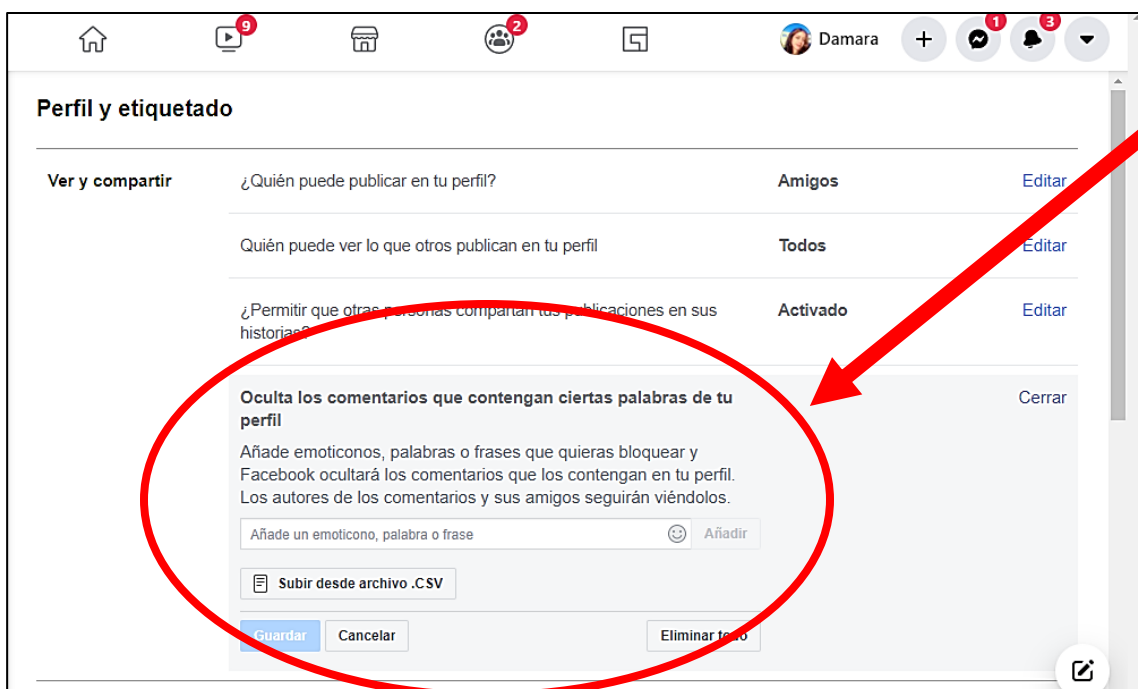 9
2
Damara
1
3
Perfil y etiquetado
Ver y compartir
¿Quién puede publicar en tu perfil?
Amigos
Editar
Quién puede ver lo que otros publican en tu perfil
Todos
Editar
¿Permitir que otras personas compartan tus publicaciones en sus
historias?
Activado
Editar
Oculta los comentarios que contengan ciertas palabras de tu
perfil
Cerrar
Añade emoticonos, palabras o frases que quieras bloquear y
Facebook ocultará los comentarios que los contengan en tu perfil.
Los autores de los comentarios y sus amigos seguirán viéndolos.
Añade un emoticono, palabra o frase
Añadir
Subir desde archivo .CSV
Guardar
Cancelar
Eliminar todo